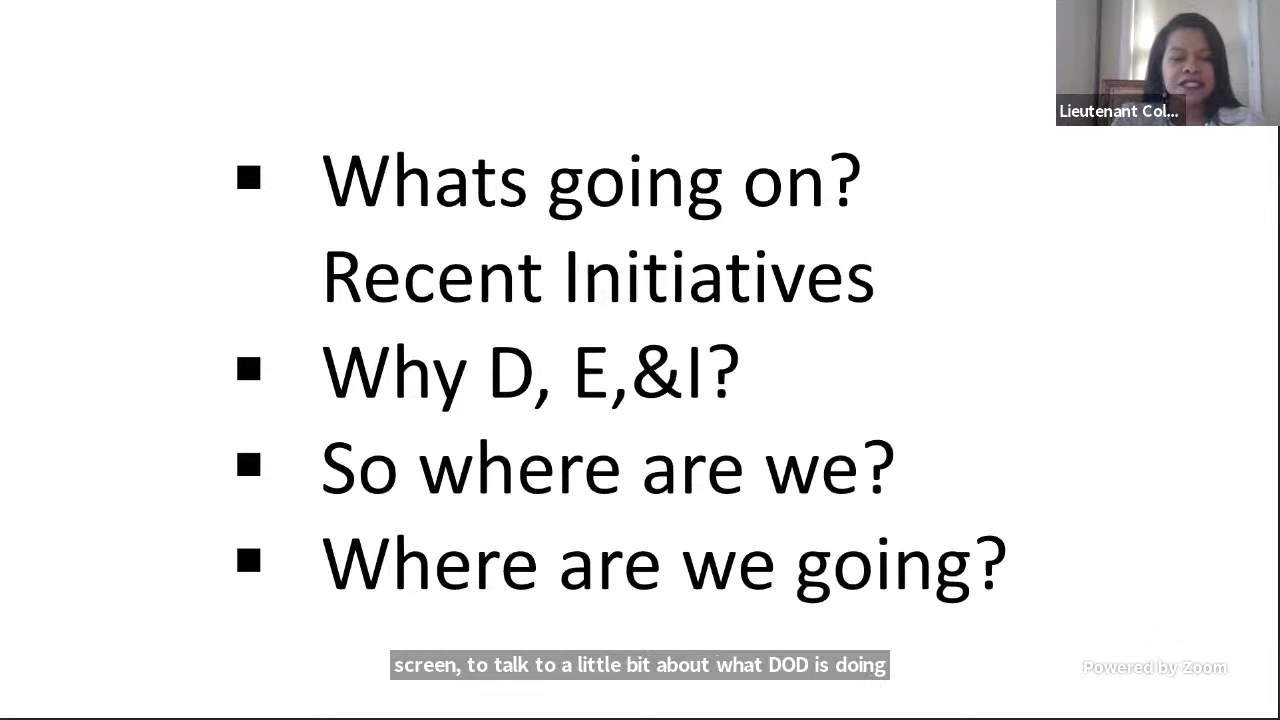 Lieutenant Col...
▪ Whats going on?
Recent Initiatives
▪ Why D, E,&I?
▪ So where are we?
▪ Where are we going?
screen, to talk to a little bit about what DOD is doing
Powered by Zoom